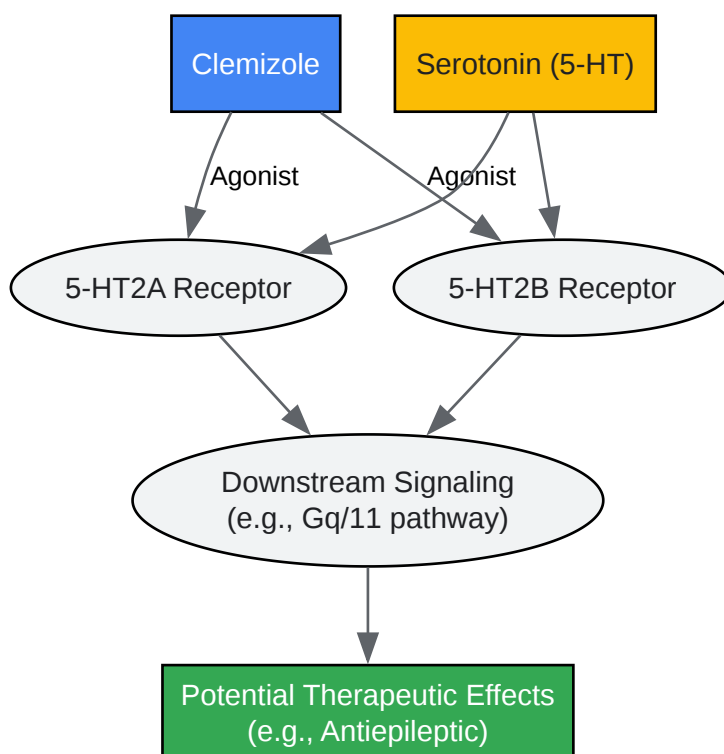 Clemizole
Serotonin (5-HT)
Agonist
Agonist
5-HT2A Receptor
5-HT2B Receptor
Downstream Signaling
(e.g., Gq/11 pathway)
Potential Therapeutic Effects
(e.g., Antiepileptic)